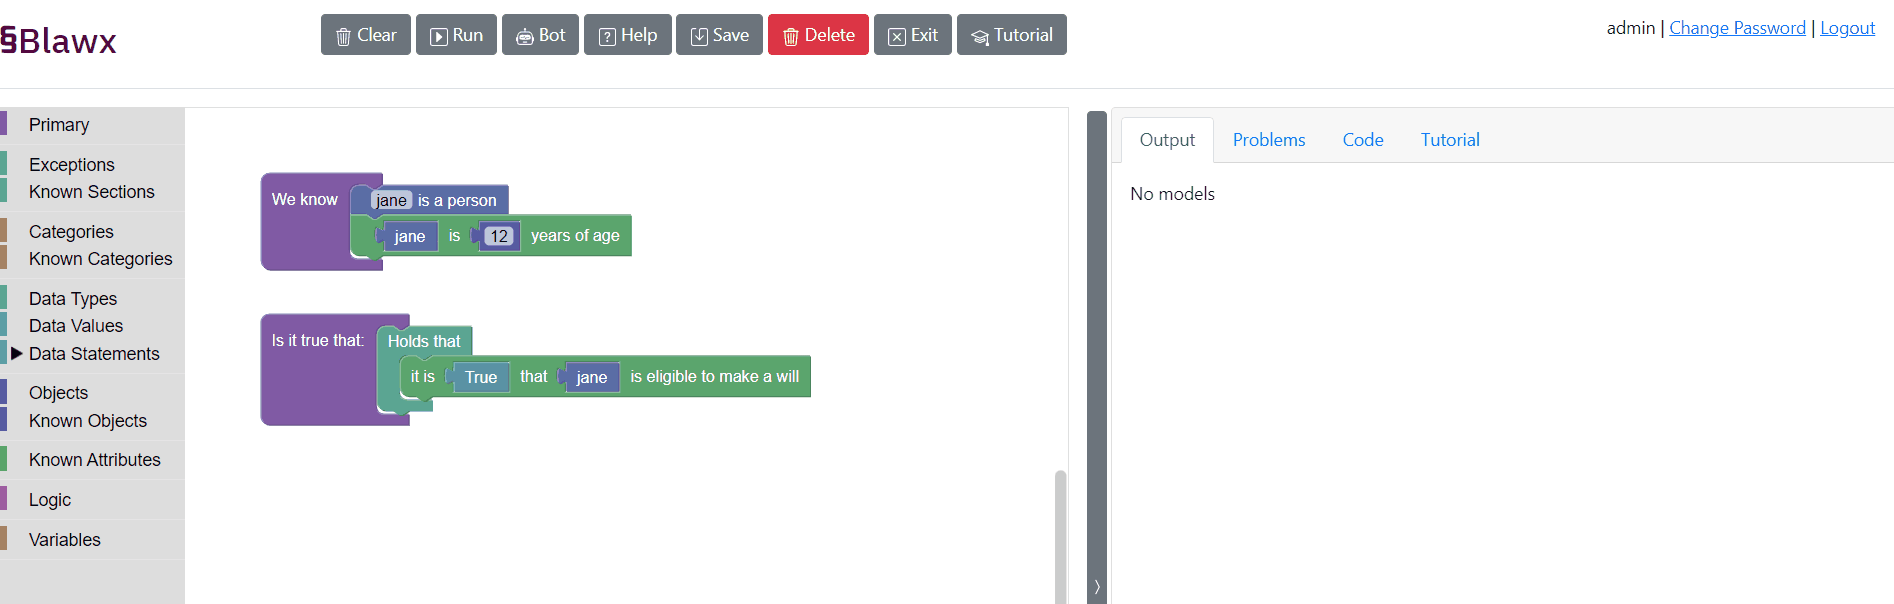 §Blawx
Clear Run Bot Help Save Delete Exit Tutorial
admin | Change Password | Logout
Primary
Exceptions
Known Sections
Categories
Known Categories
Data Types
Data Values
Data Statements
Objects
Known Objects
Known Attributes
Logic
Variables
We know jane is a person
jane is 12 years of age
Is it true that: Holds that
it is True that jane is eligible to make a will
Output Problems Code Tutorial
No models